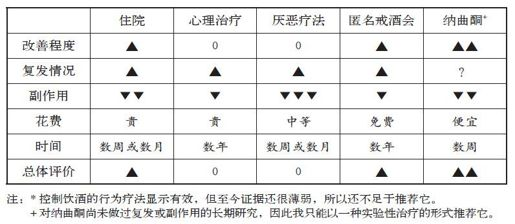 住院 心理治疗 厌恶疗法 匿名戒酒会 纳曲酮+
改善程度 ▲ 0 0 ▲ ▲▲
复发情况 ▲ ▲ ▲ ▲ ?
副作用 ▼▼ ▼ ▼▼▼ ▼ ▼▼
花费 贵 贵 中等 免费 便宜
时间 数周或数月 数年 数周或数月 数年 数周
总体评价 ▲ 0 0 ▲ ▲▲
注：* 控制饮酒的行为疗法显示有效，但至今证据还很薄弱，所以还不足于推荐它。
+ 对纳曲酮尚未做过复发或副作用的长期研究，因此我只能以一种实验性治疗的形式推荐它。